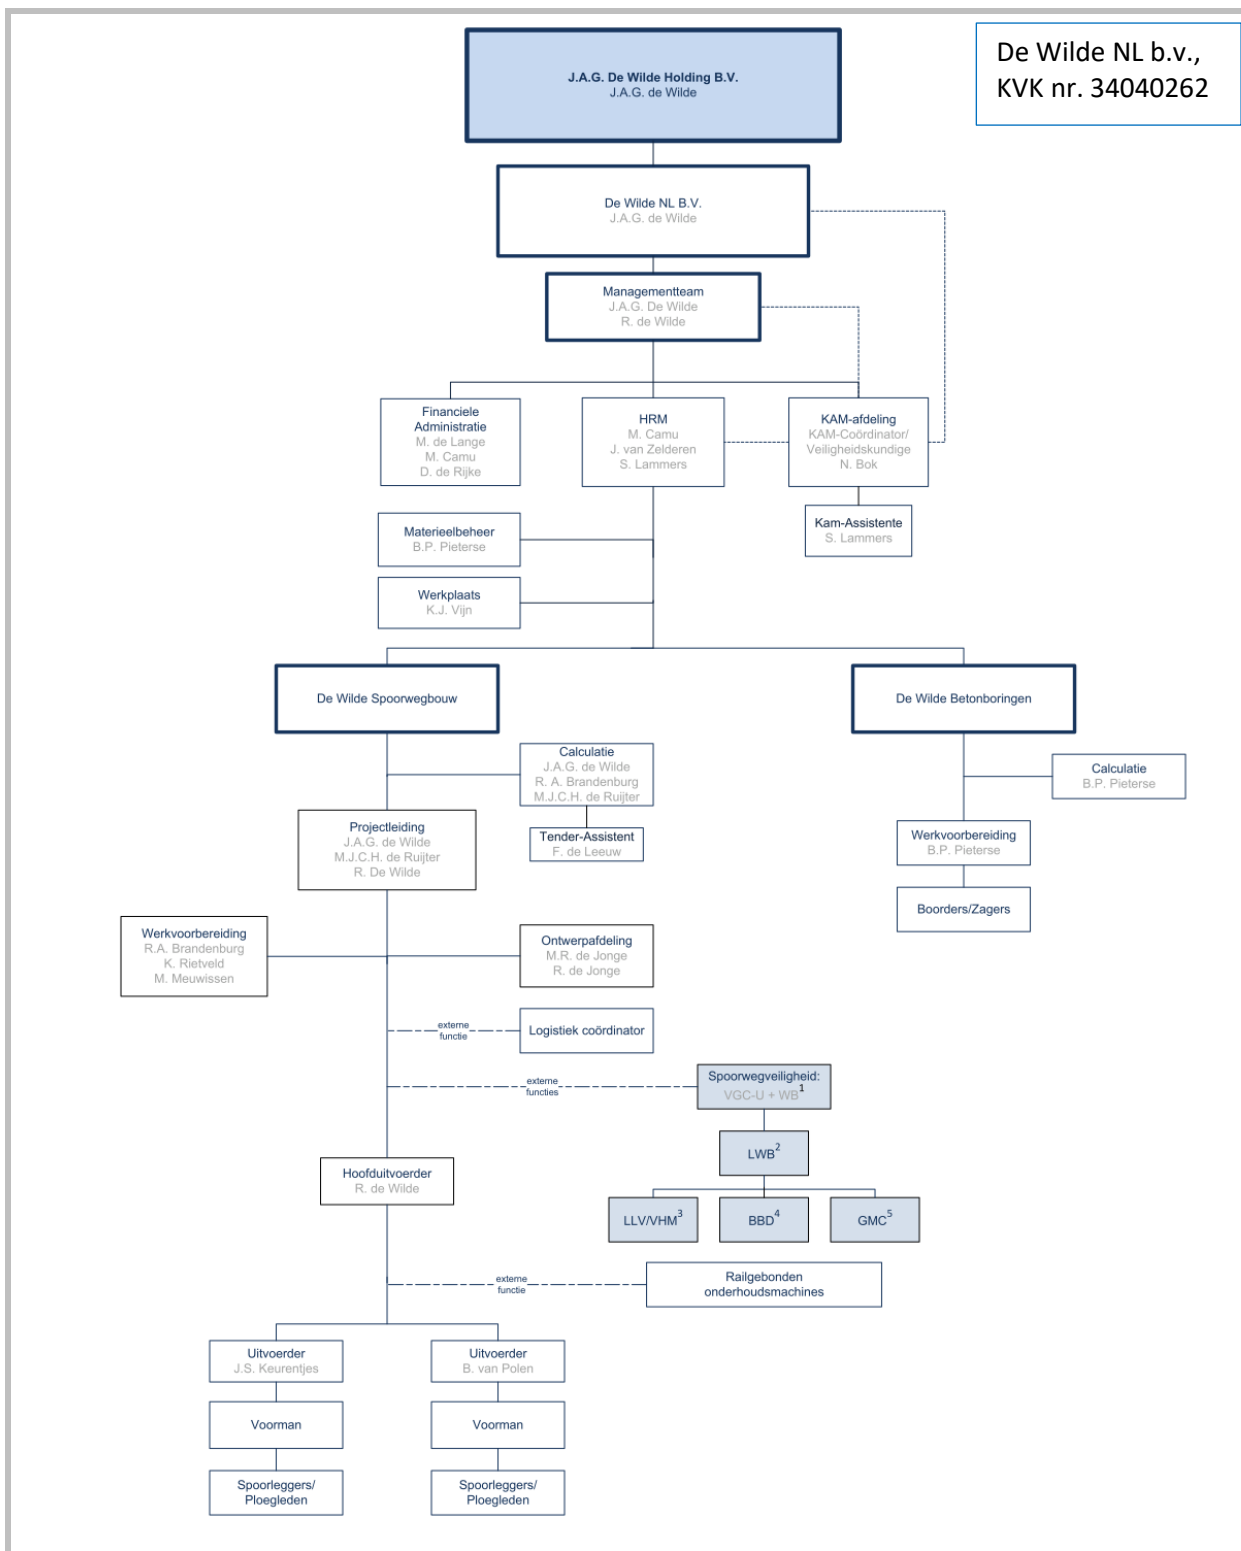 De Wilde NL b.v.,
KVK nr. 34040262
J.A.G. De Wilde Holding B.V.
J.A.G. de Wilde
De Wilde NL B.V.
J.A.G. de Wilde
Managementteam
J.A.G. De Wilde
R. de Wilde
Financiele
Administratie
M. de Lange
M. Camu
D. de Rijke
HRM
M. Camu
J. van Zelderen
S. Lammers
KAM-afdeling
KAM-Coördinator/
Veiligheidskundige
N. Bok
Kam-Assistente
S. Lammers
Materieelbeheer
B.P. Pieterse
Werkplaats
K.J. Vijn
De Wilde Spoorwegbouw
De Wilde Betonboringen
Calculatie
J.A.G. de Wilde
R. A. Brandenburg
M.J.C.H. de Ruijter
Tender-Assistent
F. de Leeuw
Calculatie
B.P. Pieterse
Projectleiding
J.A.G. de Wilde
M.J.C.H. de Ruijter
R. De Wilde
Werkvoorbereiding
B.P. Pieterse
Boorders/Zagers
Werkvoorbereiding
R.A. Brandenburg
K. Rietveld
M. Meuwissen
Ontwerpafdeling
M.R. de Jonge
R. de Jonge
externe
functie
Logistiek coördinator
externe
functies
Spoorwegveiligheid:
VGC-U + WB1
LWB2
LLV/VHM3
BBD4
GMC5
Hoofduitvoerder
R. de Wilde
externe
functie
Railgebonden
onderhoudsmachines
Uitvoerder
J.S. Keurentjes
Uitvoerder
B. van Polen
Voorman
Voorman
Spoorleggers/
Ploegleden
Spoorleggers/
Ploegleden